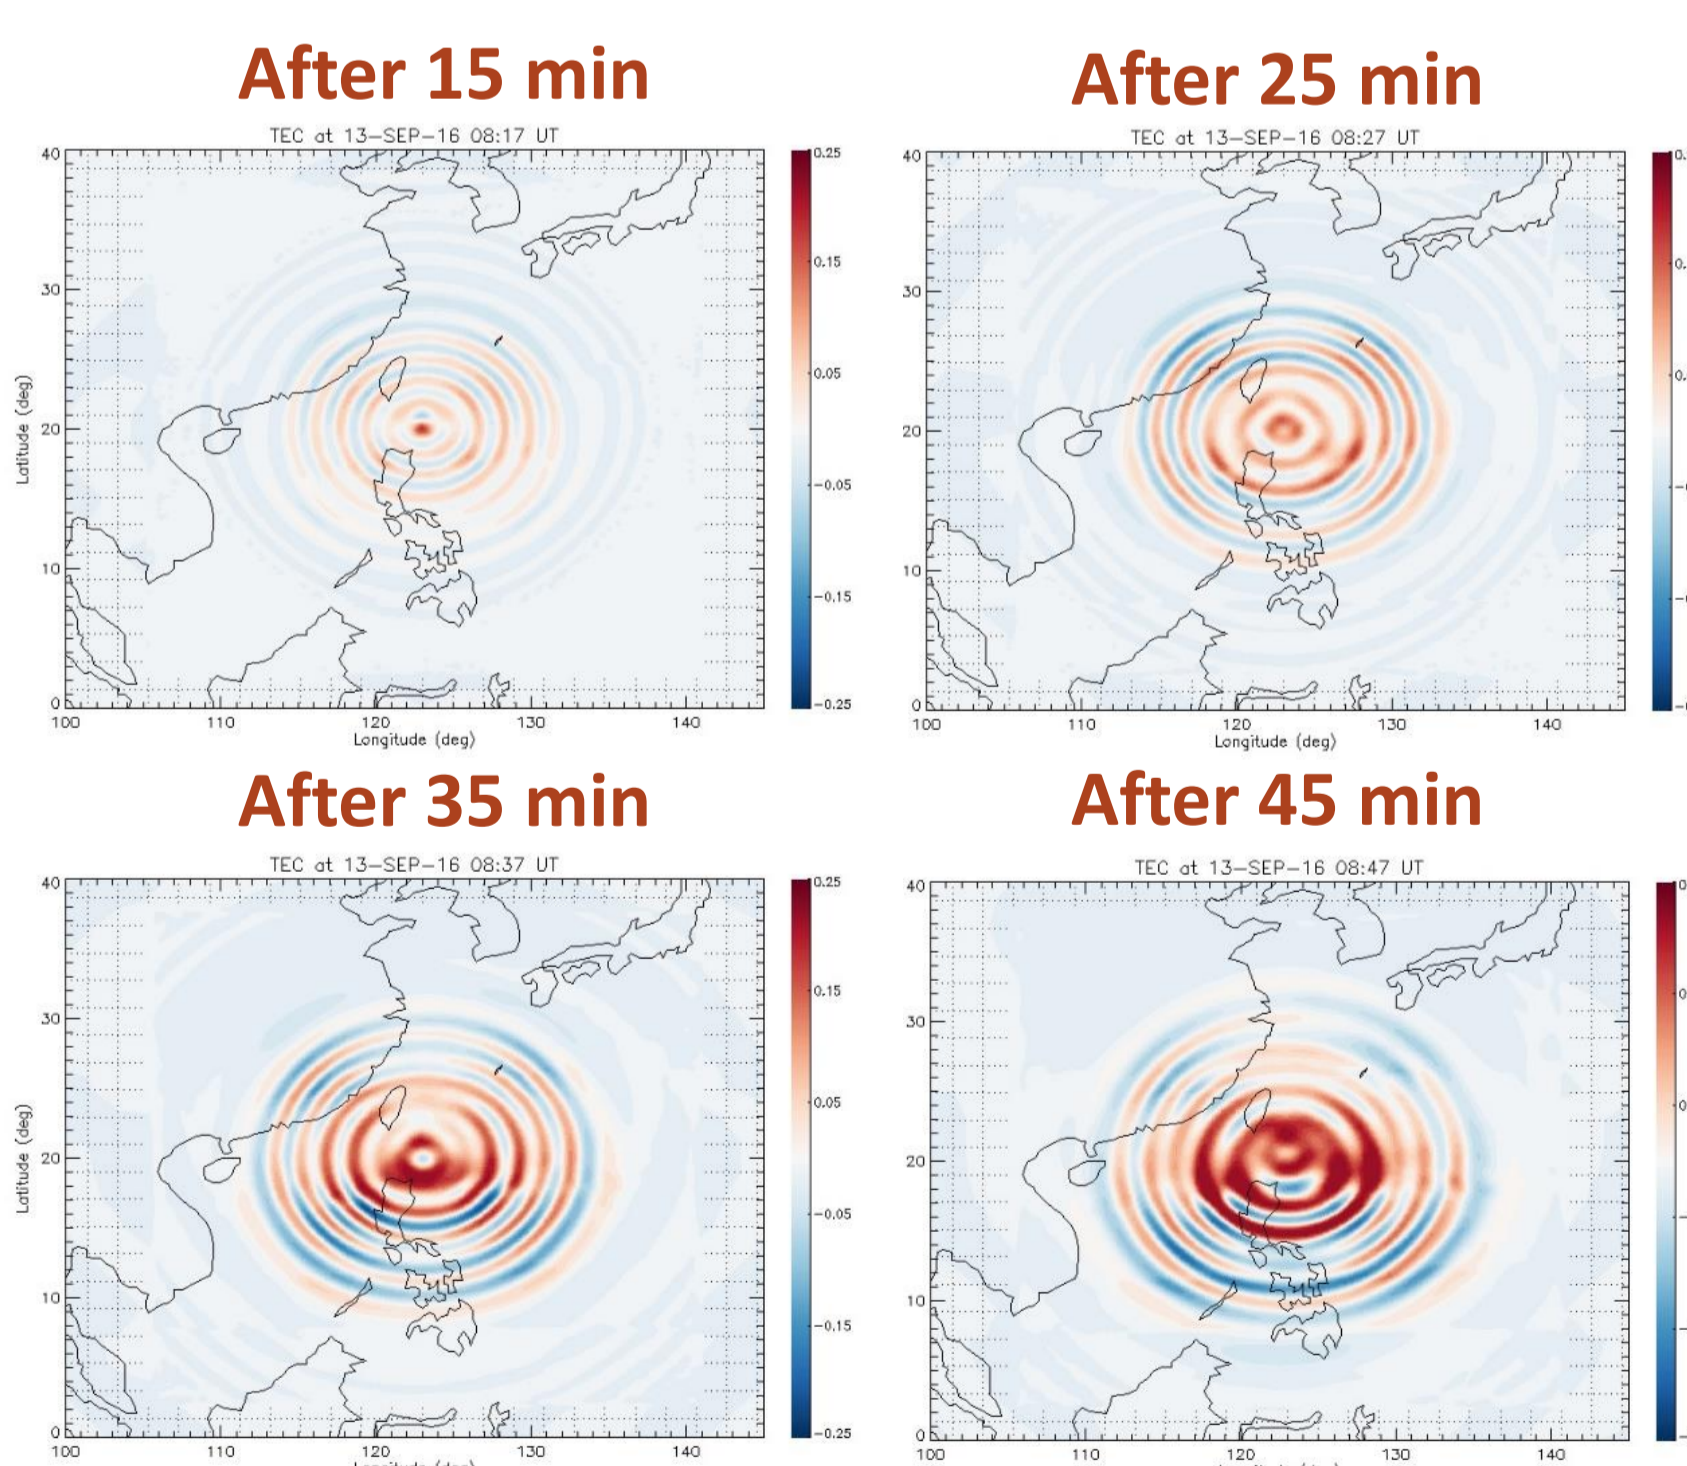 After 15 min
TEC at 13-SEP-16 08:17 UT
40
30
20
10
0
Latitude (deg)
100 110 120 130 140
Longitude (deg)
0.25
0.15
0.05
-0.05
-0.15
-0.25
After 25 min
TEC at 13-SEP-16 08:27 UT
40
30
20
10
0
100 110 120 130 140
Longitude (deg)
After 35 min
TEC at 13-SEP-16 08:37 UT
40
30
20
10
0
Latitude (deg)
100 110 120 130 140
0.25
0.15
0.05
-0.05
-0.15
-0.25
After 45 min
TEC at 13-SEP-16 08:47 UT
40
30
20
10
0
100 110 120 130 140